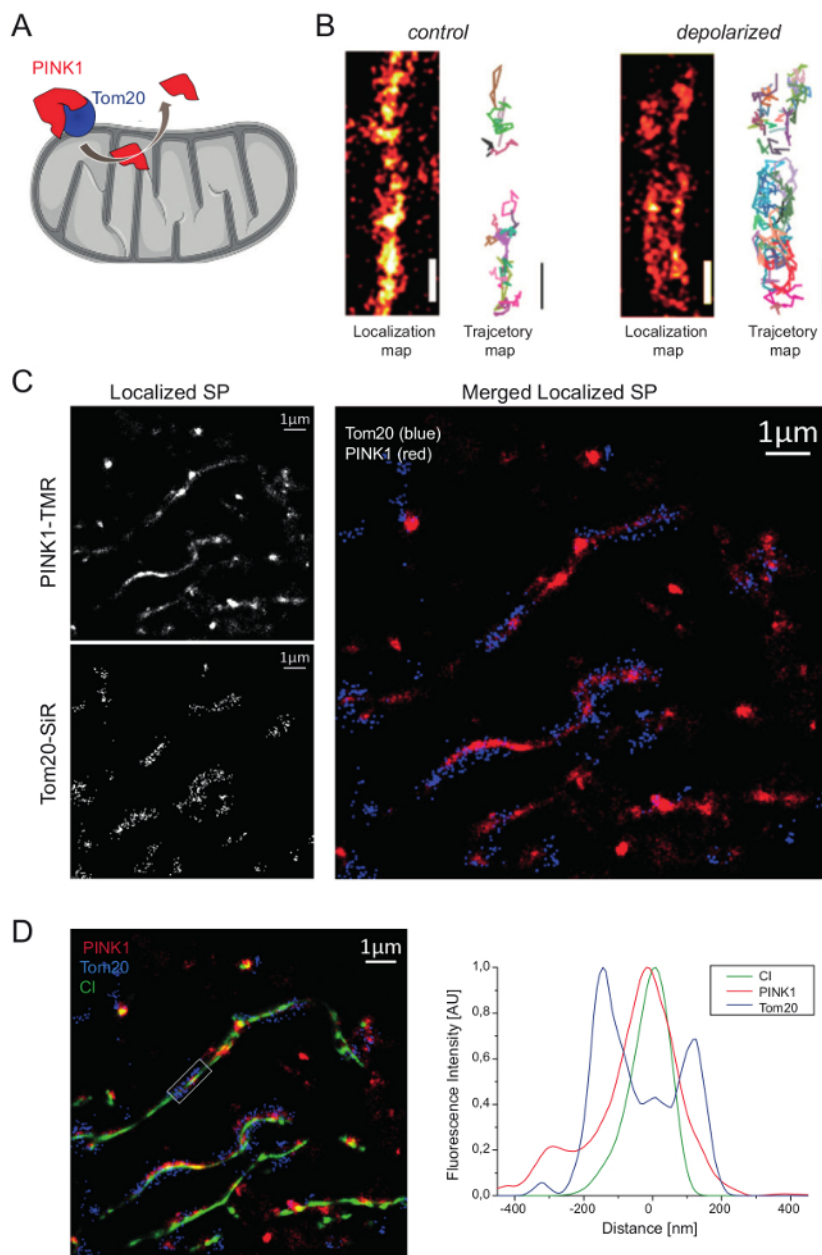 A
PINK1
Tom20
B
control
depolarized
Localization
map
Trajcetory
map
Localization
map
Trajcetory
map
C
Localized SP
Merged Localized SP
PINK1-TMR
1μm
Tom20-SiR
1μm
Tom20 (blue)
PINK1 (red)
1μm
D
PINK1
Tom20
CI
1μm
Fluorescence Intensity [AU]
1,0
0,8
0,6
0,4
0,2
0,0
-400
-200
0
200
400
Distance [nm]
CI
PINK1
Tom20